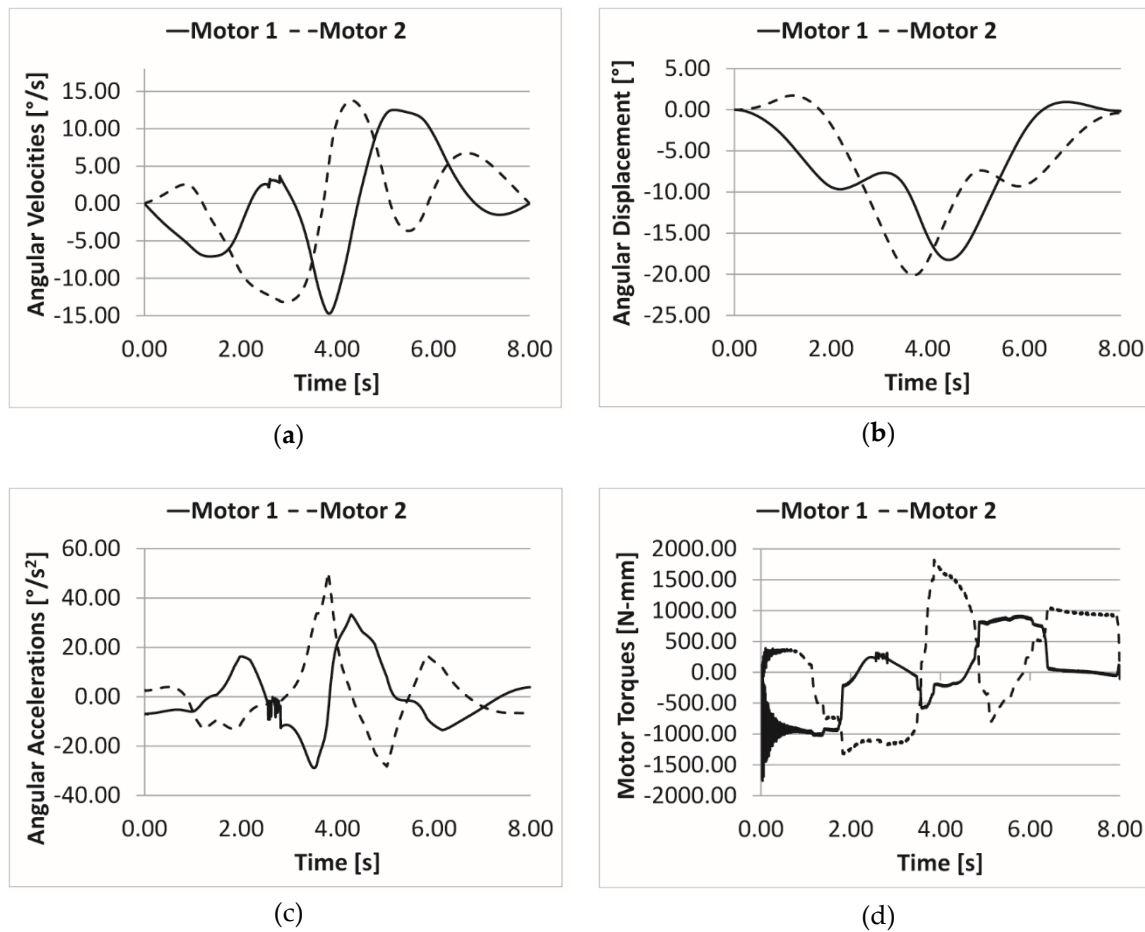 Motor 1 Motor 2
Angular Velocities [°/s]
15.00
10.00
5.00
0.00
-5.00
-10.00
-15.00
0.00 2.00 4.00 6.00 8.00
Time [s]
(a)
Motor 1 Motor 2
Angular Displacement [°]
5.00
0.00
-5.00
-10.00
-15.00
-20.00
-25.00
0.00 2.00 4.00 6.00 8.00
Time [s]
(b)
Motor 1 Motor 2
Angular Accelerations [°/s²]
60.00
40.00
20.00
0.00
-20.00
-40.00
0.00 2.00 4.00 6.00 8.00
Time [s]
(c)
Motor 1 Motor 2
Motor Torques [N-mm]
2000.00
1500.00
1000.00
500.00
0.00
-500.00
-1000.00
-1500.00
-2000.00
0.00 2.00 4.00 6.00 8.00
Time [s]
(d)